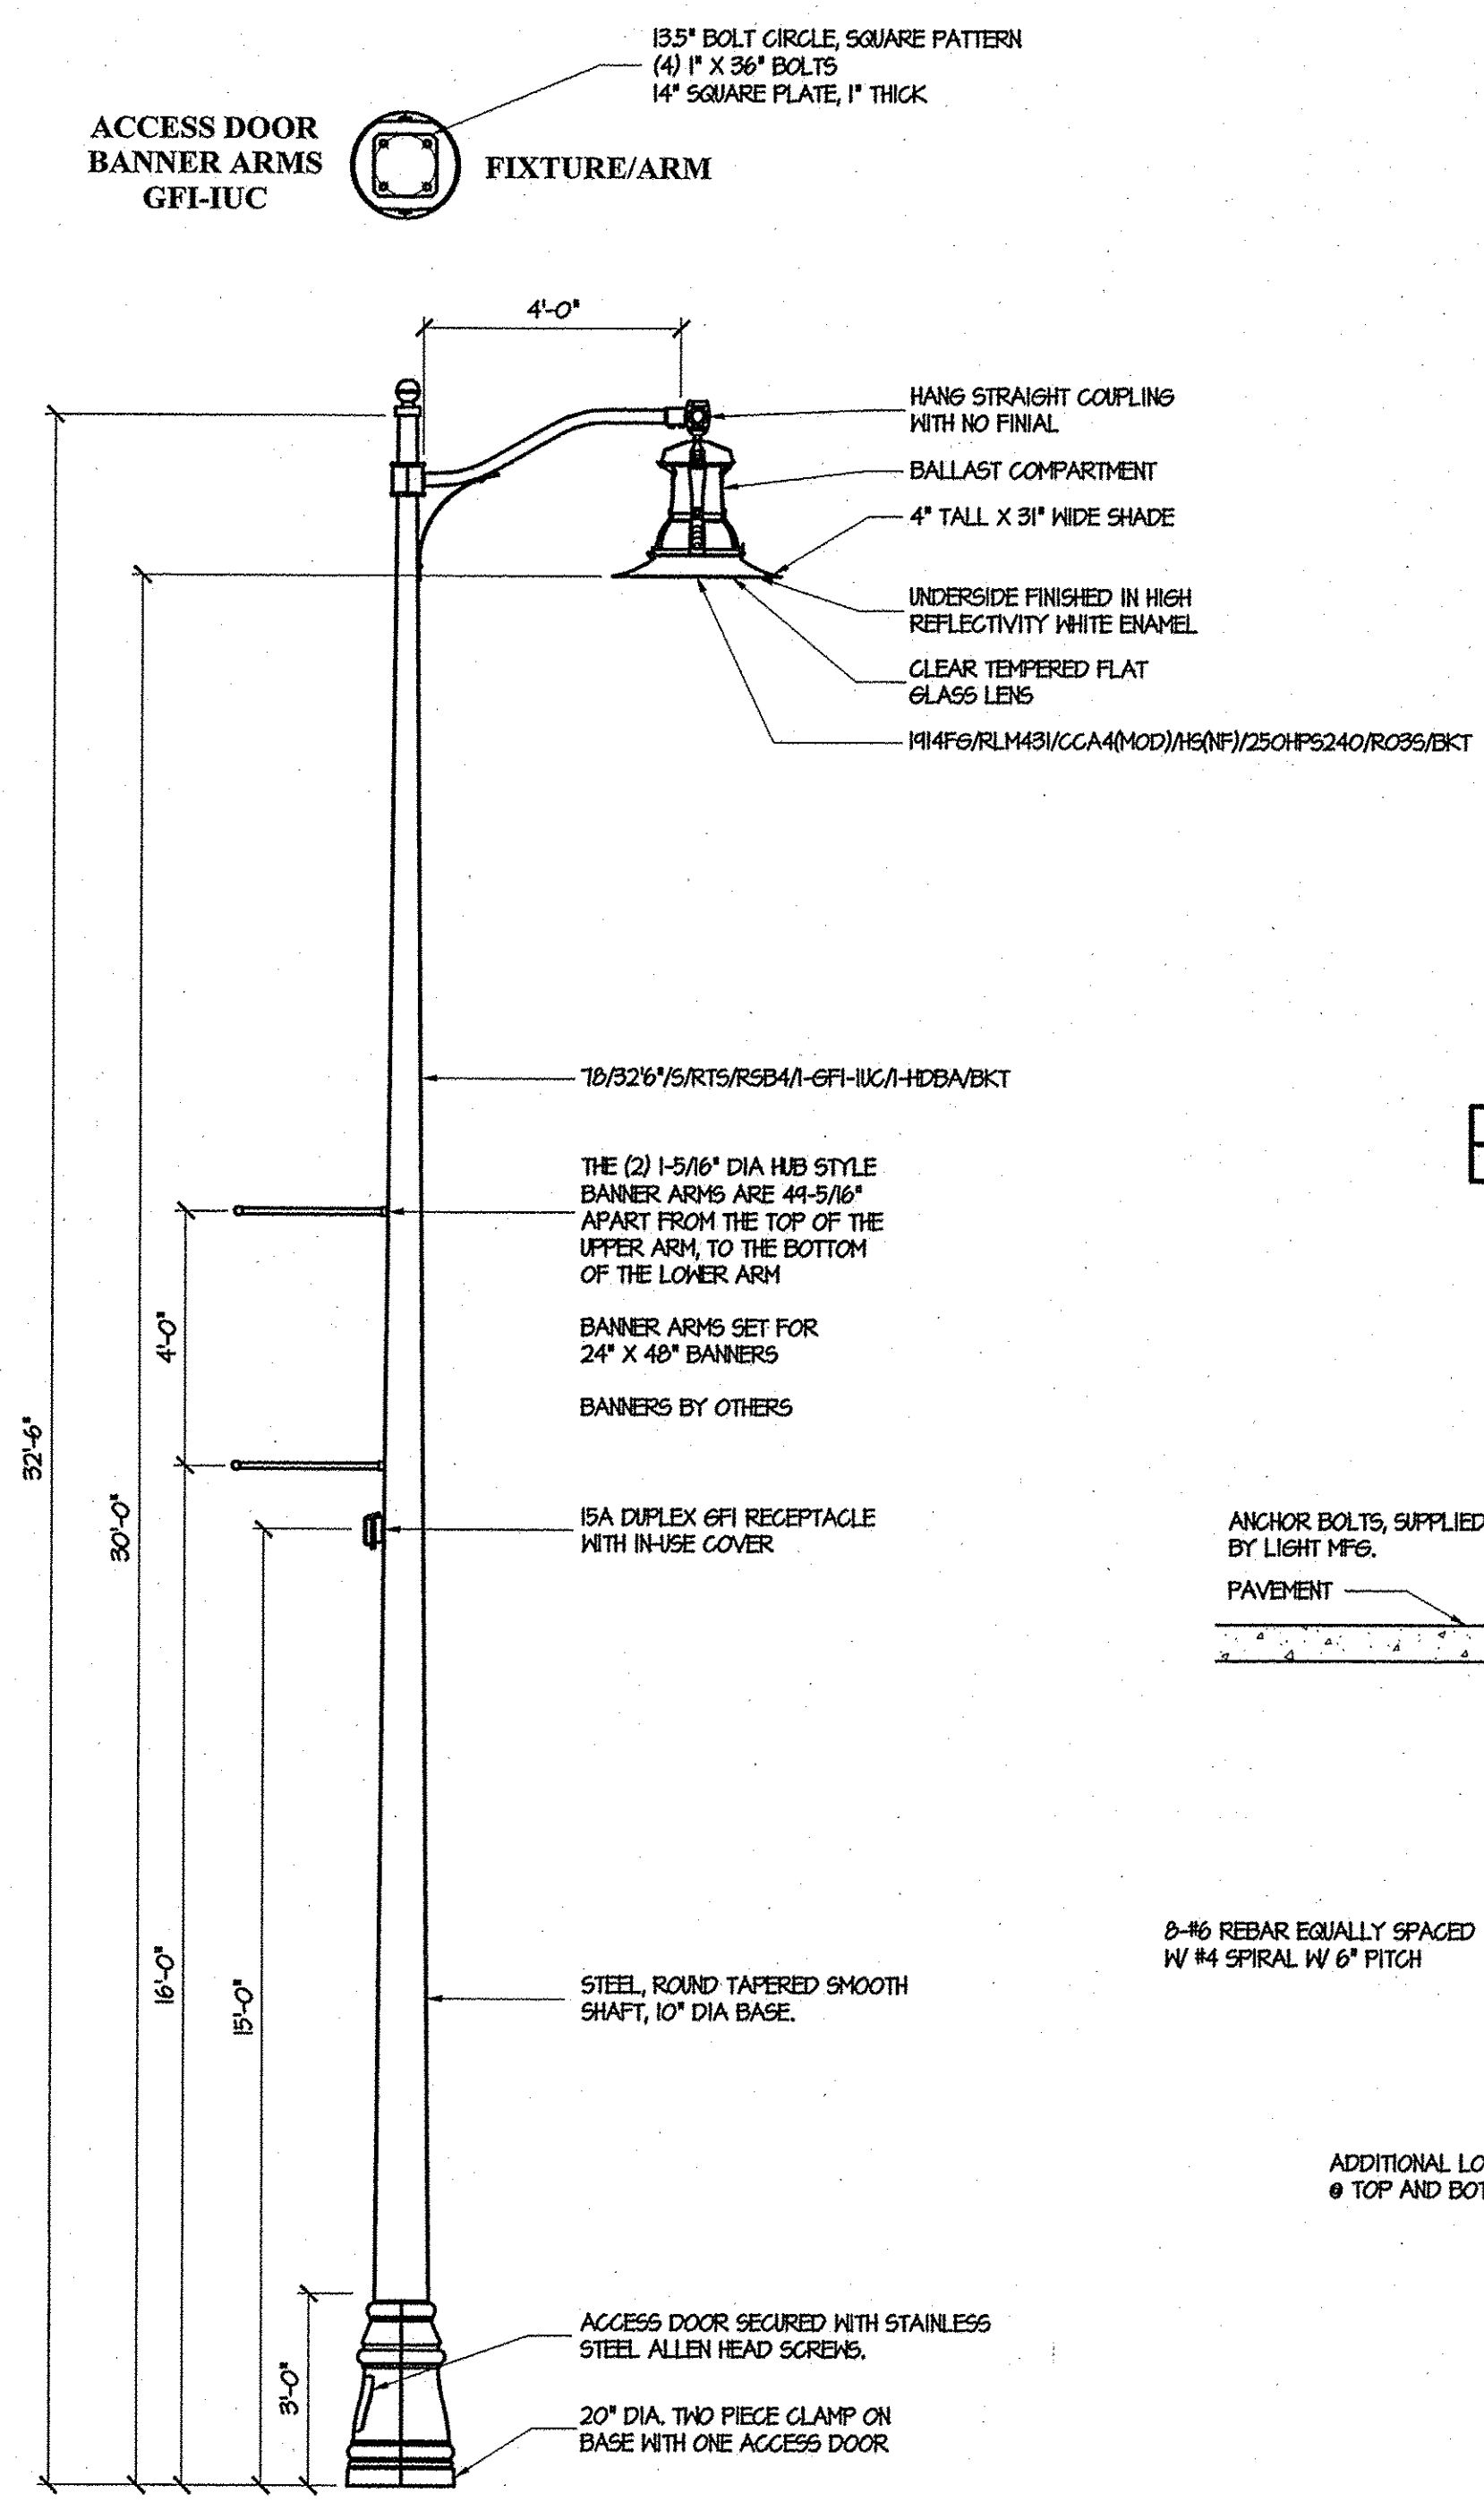 13.5" BOLT CIRCLE, SQUARE PATTERN
(4) 1" X 36" BOLTS
14" SQUARE PLATE, 1" THICK
ACCESS DOOR
BANNER ARMS
GFI-IUC
FIXTURE/ARM
4'-0"
HANG STRAIGHT COUPLING
WITH NO FINIAL
BALLAST COMPARTMENT
4" TALL X 31" WIDE SHADE
UNDERSIDE FINISHED IN HIGH
REFLECTIVITY WHITE ENAMEL
CLEAR TEMPERED FLAT
GLASS LENS
1914FG/RLM431/CCA4(MOD)/HS(NF)/250HPS240/RO3S/BKT
78/32'6"/S/RTS/RSB4/1-GFI-IUC/1-HDBA/BKT
THE (2) 1-5/16" DIA HUB STYLE
BANNER ARMS ARE 49-5/16"
APART FROM THE TOP OF THE
UPPER ARM, TO THE BOTTOM
OF THE LOWER ARM
BANNER ARMS SET FOR
24" X 48" BANNERS
BANNERS BY OTHERS
4'-0"
32'-6"
30'-0"
15A DUPLEX GFI RECEPTACLE
WITH IN-USE COVER
ANCHOR BOLTS, SUPPLIED
BY LIGHT MFG.
PAVEMENT
8-#6 REBAR EQUALLY SPACED
W/ #4 SPIRAL W/ 6" PITCH
16'-0"
15'-0"
STEEL, ROUND TAPERED SMOOTH
SHAFT, 10" DIA BASE.
ADDITIONAL LO
@ TOP AND BOT
ACCESS DOOR SECURED WITH STAINLESS
STEEL ALLEN HEAD SCREWS.
3'-0"
20" DIA. TWO PIECE CLAMP ON
BASE WITH ONE ACCESS DOOR